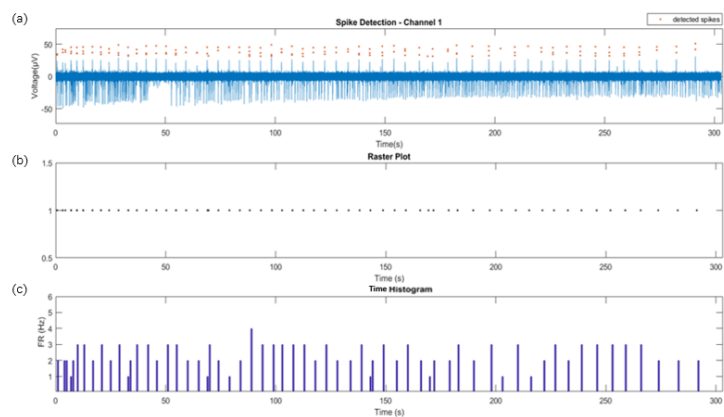 (a)
Spike Detection - Channel 1
detected spikes
Voltage(μV)
50
0
-50
0 50 100 150 200 250 300
Time(s)
(b)
Raster Plot
1.5
1
0.5
0 50 100 150 200 250 300
Time (s)
(c)
Time Histogram
FR (Hz)
6
5
4
3
2
1
0 50 100 150 200 250 300
Time (s)